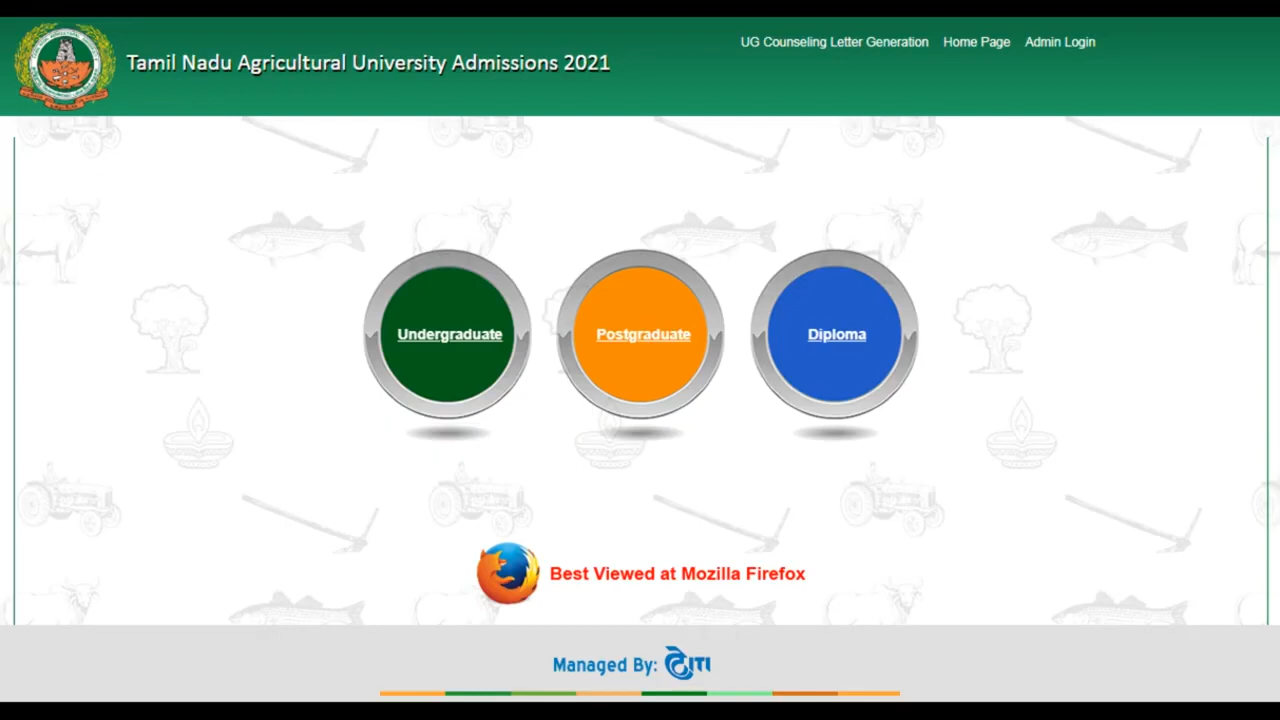 Tamil Nadu Agricultural University Admissions 2021
UG Counseling Letter Generation Home Page Admin Login
Undergraduate Postgraduate Diploma
Best Viewed at Mozilla Firefox
Managed By: ITI